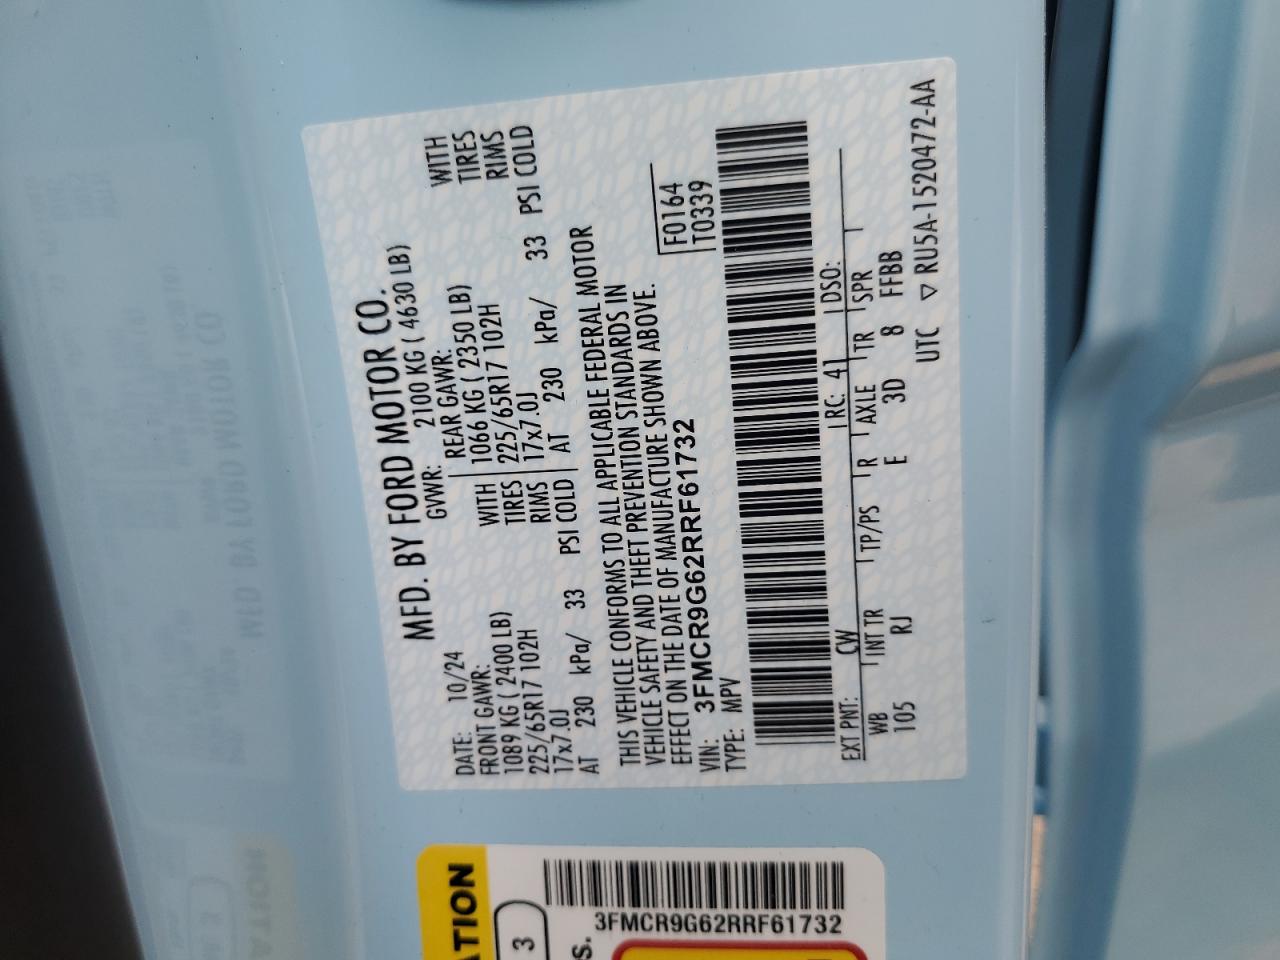 MFD. BY FORD MOTOR CO.
DATE: 10/24 GVWR: 2100 KG ( 4630 LB)
FRONT GAWR: REAR GAWR:
1089 KG ( 2400 LB) WITH 1066 KG ( 2350 LB) WITH
225/65R17 102H TIRES 225/65R17 102H TIRES
17x7.0J RIMS 17x7.0J RIMS
AT 230 kPa/ 33 PSI COLD AT 230 kPa/ 33 PSI COLD
THIS VEHICLE CONFORMS TO ALL APPLICABLE FEDERAL MOTOR
VEHICLE SAFETY AND THEFT PREVENTION STANDARDS IN
EFFECT ON THE DATE OF MANUFACTURE SHOWN ABOVE.
VIN: 3FMCR9G62RRF61732 F0164
TYPE: MPV T0339
EXT PNT: CW RC: 41 DSO:
WB INT TR TP/PS R AXLE TR SPR
105 RJ E 3D 8 FFBB
UTC ▽ RU5A-1520472-AA
ATION
3
3FMCR9G62RRF61732
S.